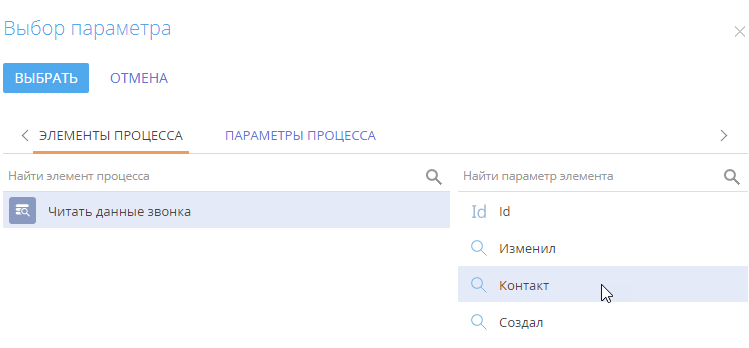 Выбор параметра
ВЫБРАТЬ ОТМЕНА
ЭЛЕМЕНТЫ ПРОЦЕССА ПАРАМЕТРЫ ПРОЦЕССА
Найти элемент процесса Найти параметр элемента
Читать данные звонка Id Id
Изменил
Контакт
Создал